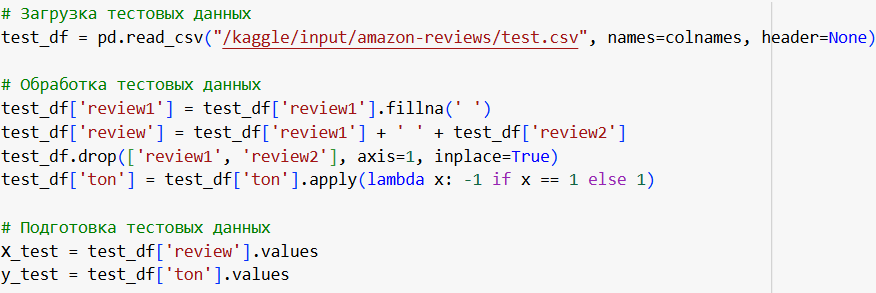 # Загрузка тестовых данных
test_df = pd.read_csv("/kaggle/input/amazon-reviews/test.csv", names=colnames, header=None)
# Обработка тестовых данных
test_df['review1'] = test_df['review1'].fillna(' ')
test_df['review'] = test_df['review1'] + ' ' + test_df['review2']
test_df.drop(['review1', 'review2'], axis=1, inplace=True)
test_df['ton'] = test_df['ton'].apply(lambda x: -1 if x == 1 else 1)
# Подготовка тестовых данных
X_test = test_df['review'].values
y_test = test_df['ton'].values